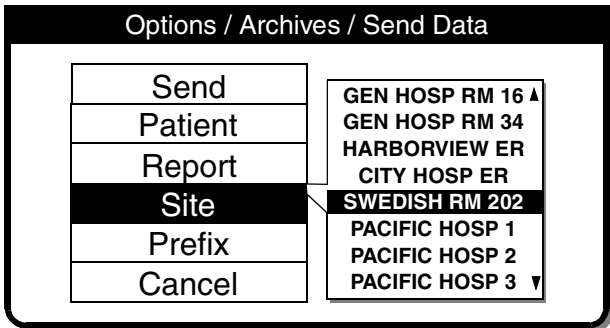 Options / Archives / Send Data
Send
Patient
Report
Site
Prefix
Cancel
GEN HOSP RM 16
GEN HOSP RM 34
HARBORVIEW ER
CITY HOSP ER
SWEDISH RM 202
PACIFIC HOSP 1
PACIFIC HOSP 2
PACIFIC HOSP 3